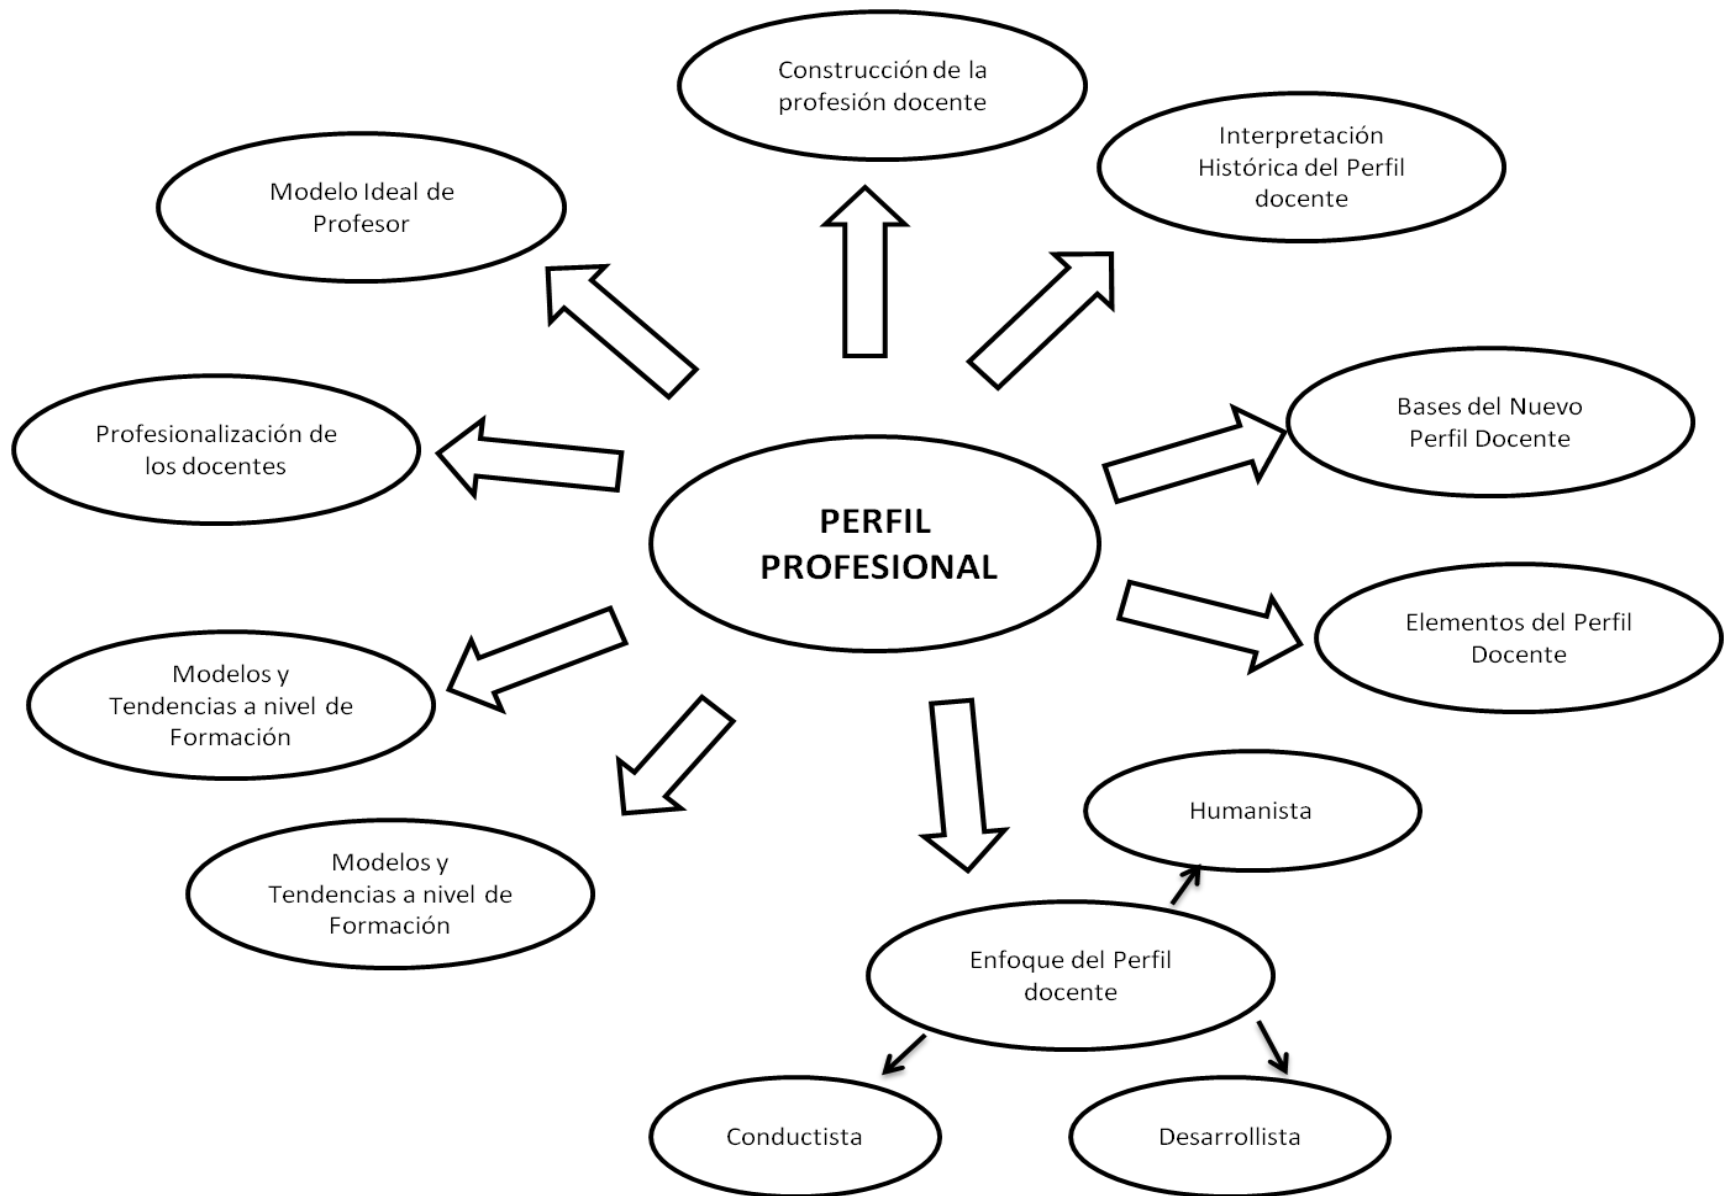 Construcción de la
profesión docente
Interpretación
Histórica del Perfil
docente
Modelo Ideal de
Profesor
Bases del Nuevo
Perfil Docente
Profesionalización de
los docentes
PERFIL
PROFESIONAL
Elementos del Perfil
Docente
Modelos y
Tendencias a nivel de
Formación
Humanista
Modelos y
Tendencias a nivel de
Formación
Enfoque del Perfil
docente
Conductista
Desarrollista